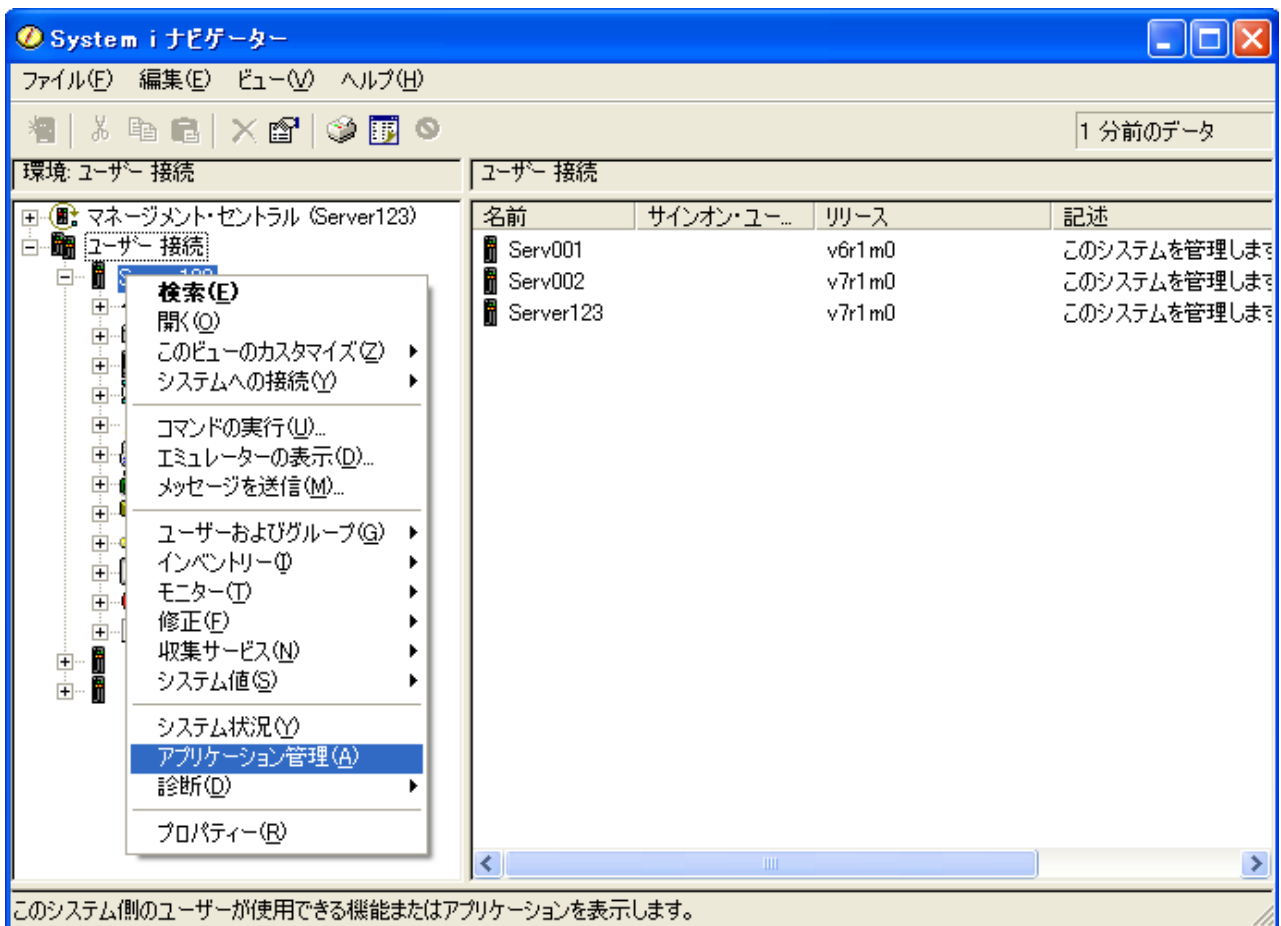 System i ナビゲーター
ファイル(F) 編集(E) ビュー(V) ヘルプ(H)
1 分前のデータ
環境: ユーザー 接続
ユーザー 接続
マネージメント・セントラル (Server123)
ユーザー 接続
検索(E)
開く(O)
このビューのカスタマイズ(Z)
システムへの接続(Y)
コマンドの実行(U)...
エミュレーターの表示(D)...
メッセージを送信(M)...
ユーザーおよびグループ(G)
インベントリー(I)
モニター(T)
修正(F)
収集サービス(N)
システム値(S)
システム状況(Y)
アプリケーション管理(A)
診断(D)
プロパティー(R)
名前 サインオン・ユー... リリース 記述
Serv001 v6r1m0 このシステムを管理します
Serv002 v7r1m0 このシステムを管理します
Server123 v7r1m0 このシステムを管理します
このシステム側のユーザーが使用できる機能またはアプリケーションを表示します。